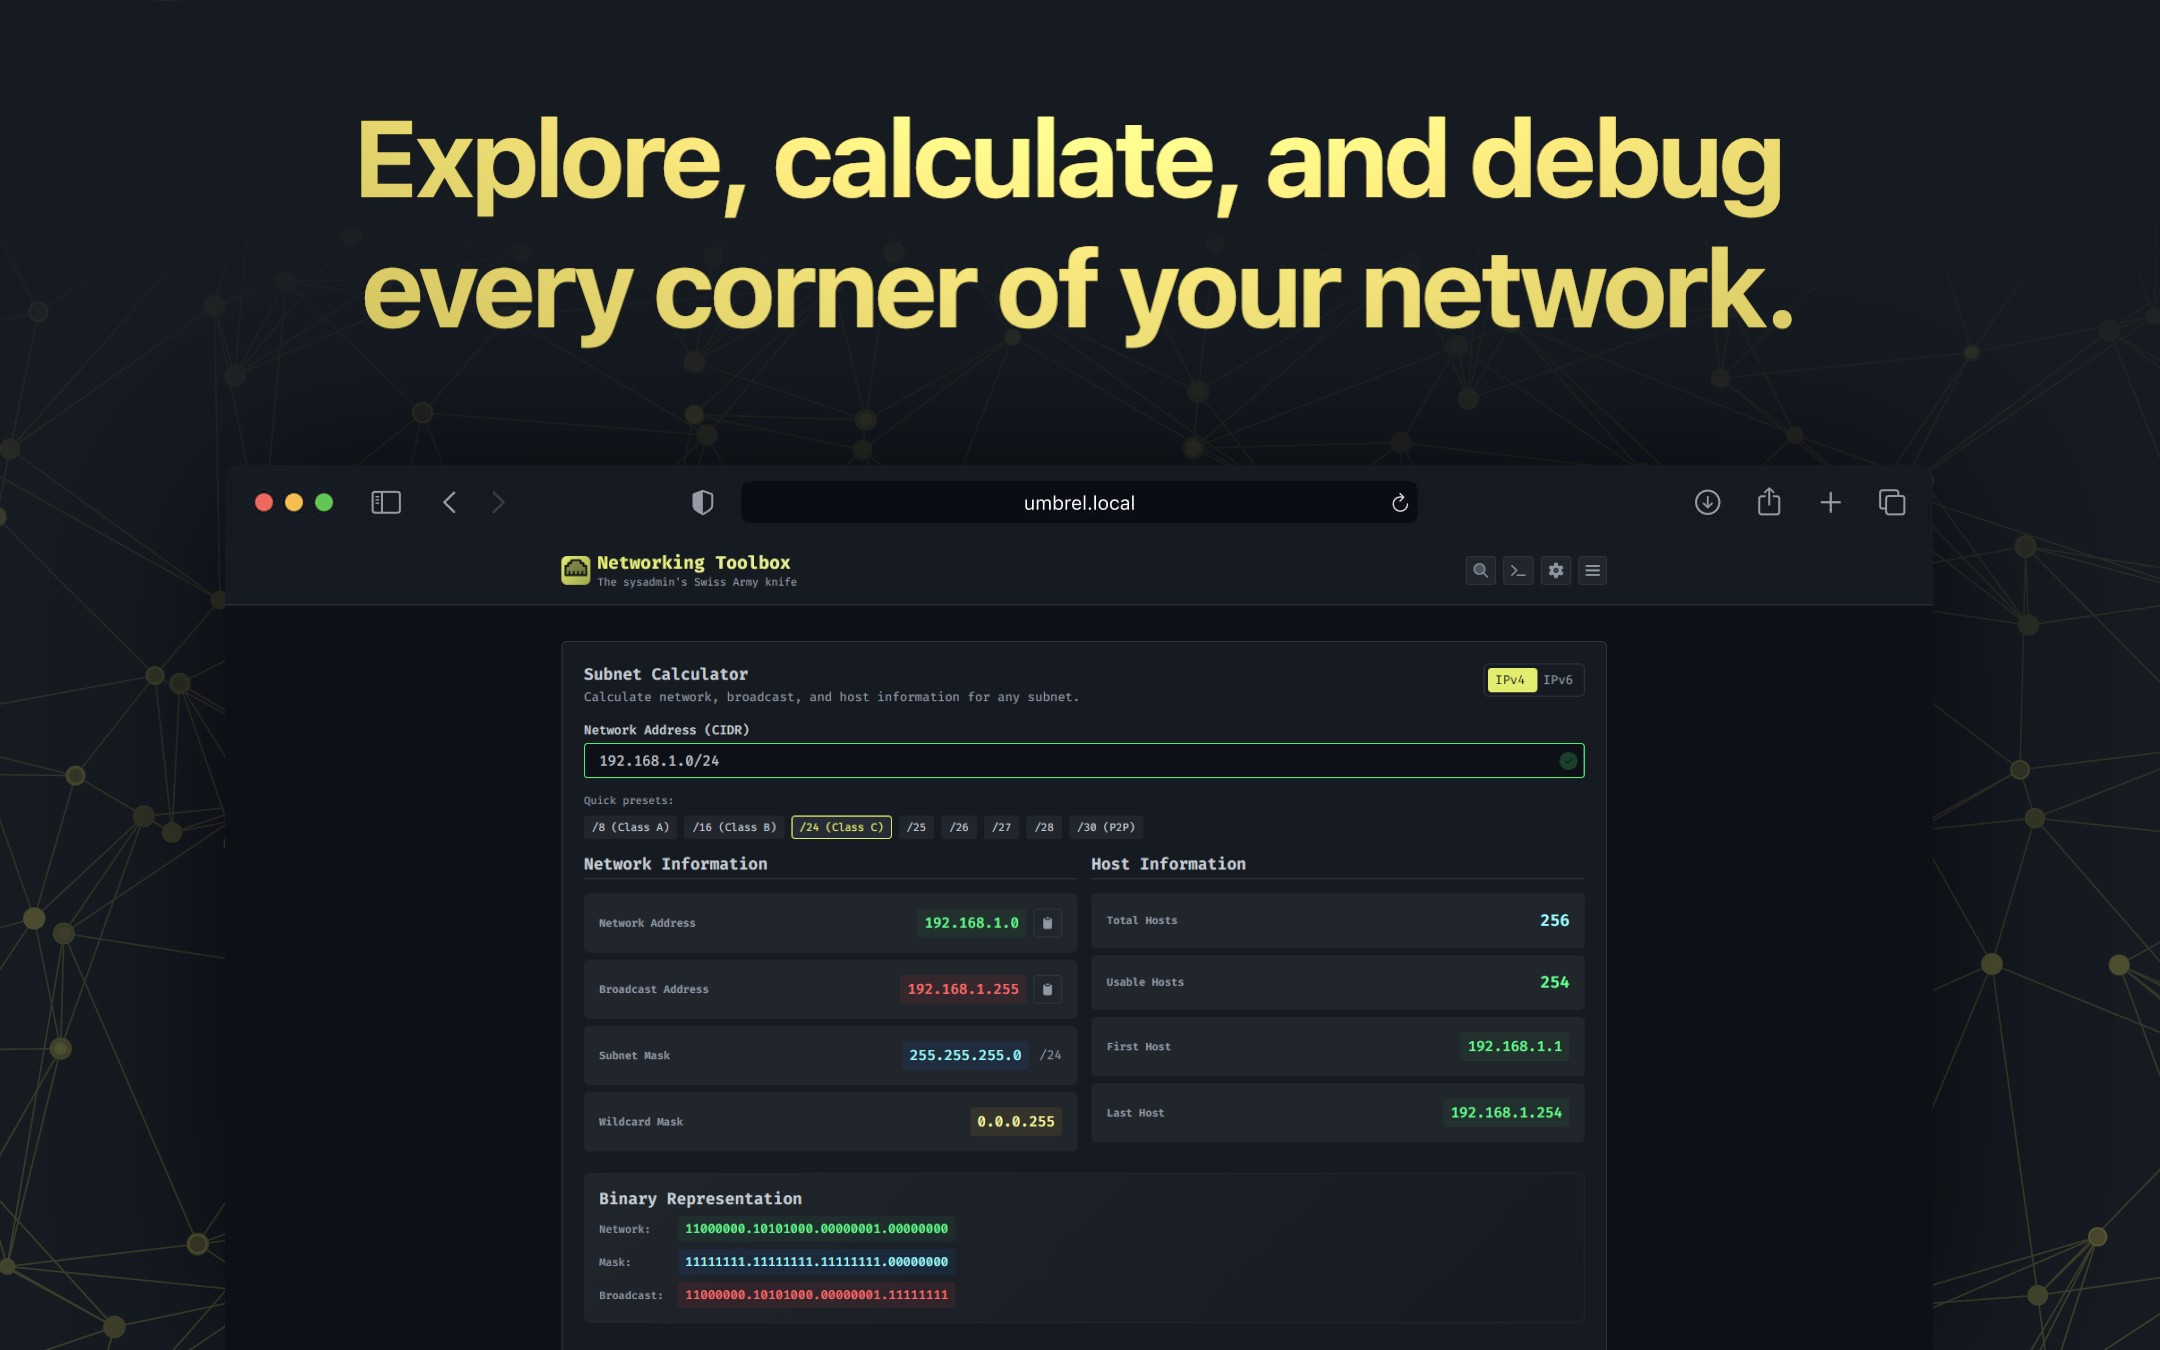 Explore, calculate, and debug
every corner of your network.
umbrel.local
Networking Toolbox
The sysadmin's Swiss Army knife
Subnet Calculator
Calculate network, broadcast, and host information for any subnet.
IPv4 IPv6
Network Address (CIDR)
192.168.1.0/24
Quick presets:
/8 (Class A) /16 (Class B) /24 (Class C) /25 /26 /27 /28 /30 (P2P)
Network Information
Network Address 192.168.1.0
Broadcast Address 192.168.1.255
Subnet Mask 255.255.255.0 /24
Wildcard Mask 0.0.0.255
Host Information
Total Hosts 256
Usable Hosts 254
First Host 192.168.1.1
Last Host 192.168.1.254
Binary Representation
Network: 11000000.10101000.00000001.00000000
Mask: 11111111.11111111.11111111.00000000
Broadcast: 11000000.10101000.00000001.11111111